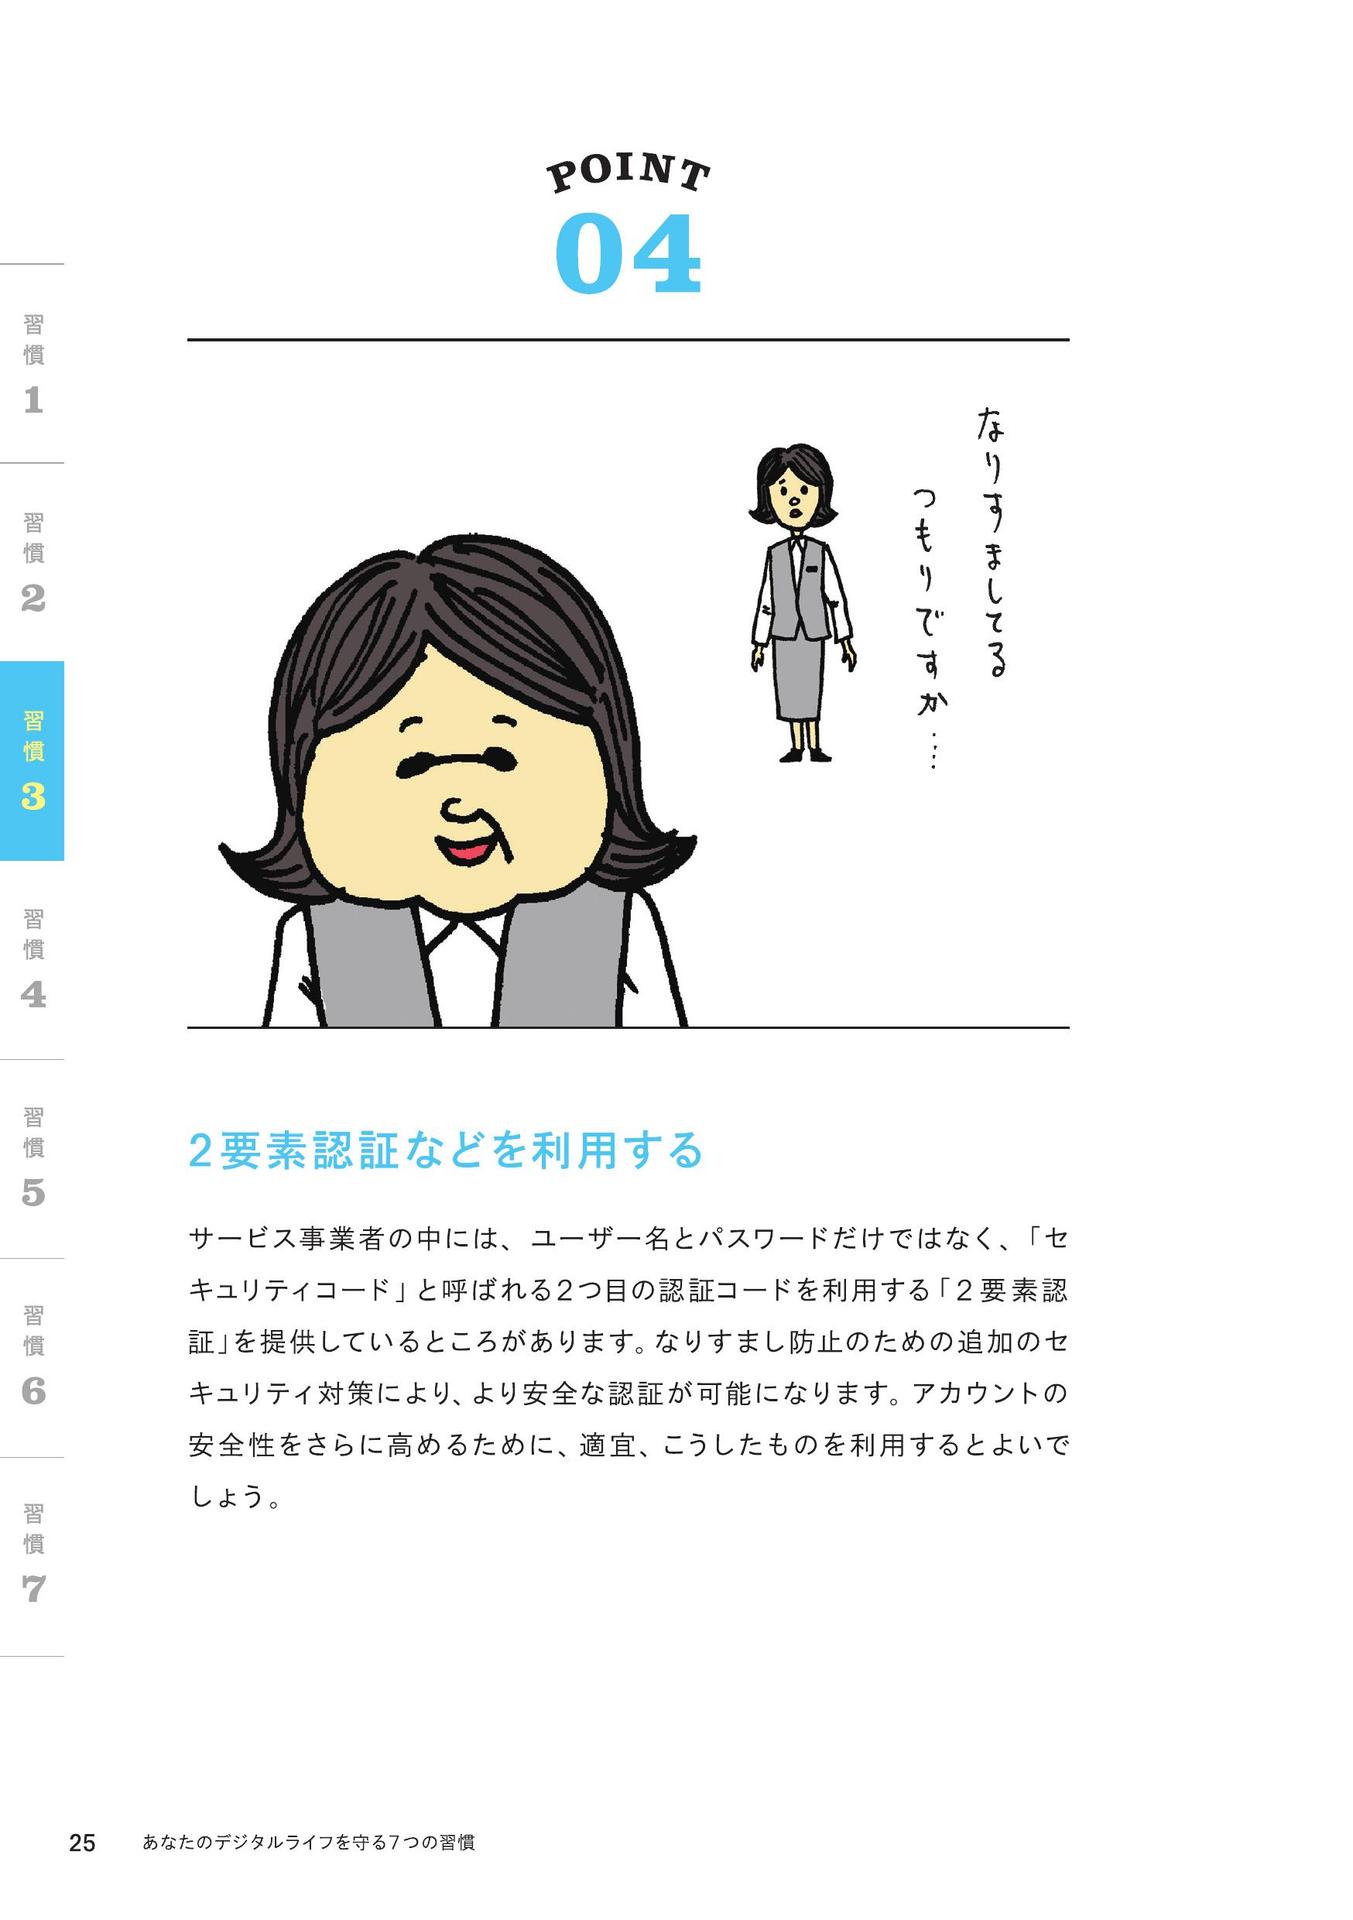 POINT
04
なりすましてる
つもりですか…
習慣1
習慣2
習慣3
習慣4
習慣5
習慣6
習慣7
2要素認証などを利用する
サービス事業者の中には、ユーザー名とパスワードだけではなく、「セ
キュリティコード」と呼ばれる2つ目の認証コードを利用する「2要素認
証」を提供しているところがあります。なりすまし防止のための追加のセ
キュリティ対策により、より安全な認証が可能になります。アカウントの
安全性をさらに高めるために、適宜、こうしたものを利用するとよいで
しょう。
25 あなたのデジタルライフを守る7つの習慣